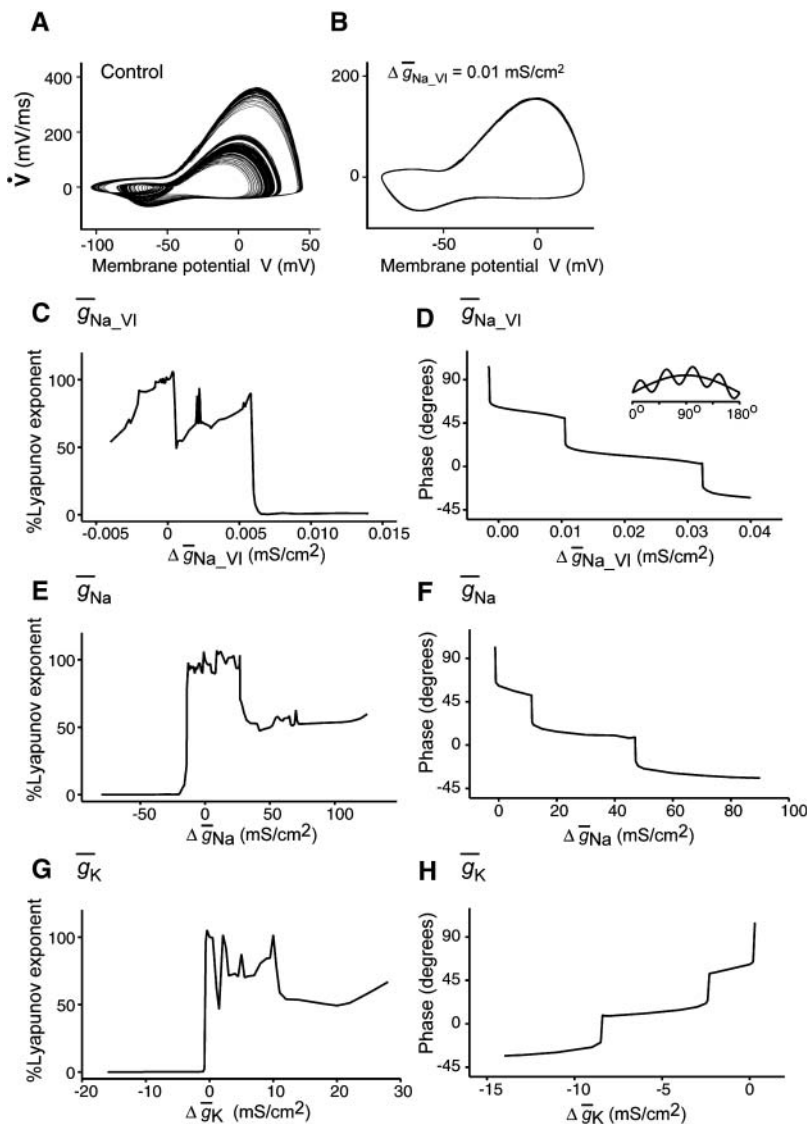 A
B
Control
Δ g̅Na_VI = 0.01 mS/cm²
400
200
0
V̇ (mV/ms)
-100
-50
0
50
Membrane potential V (mV)
200
0
-50
0
Membrane potential V (mV)
C g̅Na_VI
%Lyapunov exponent
100
50
0
-0.005
0
0.005
0.010
0.015
Δ g̅Na_VI (mS/cm²)
D g̅Na_VI
Phase (degrees)
90
45
0
-45
0°
90°
180°
0.00
0.01
0.02
0.03
0.04
Δ g̅Na_VI (mS/cm²)
E g̅Na
%Lyapunov exponent
100
50
0
-50
0
50
100
Δ g̅Na (mS/cm²)
F g̅Na
Phase (degrees)
90
45
0
-45
0
20
40
60
80
100
Δ g̅Na (mS/cm²)
G g̅K
%Lyapunov exponent
100
50
0
-20
-10
0
10
20
30
Δ g̅K (mS/cm²)
H g̅K
Phase (degrees)
90
45
0
-45
-15
-10
-5
0
Δ g̅K (mS/cm²)